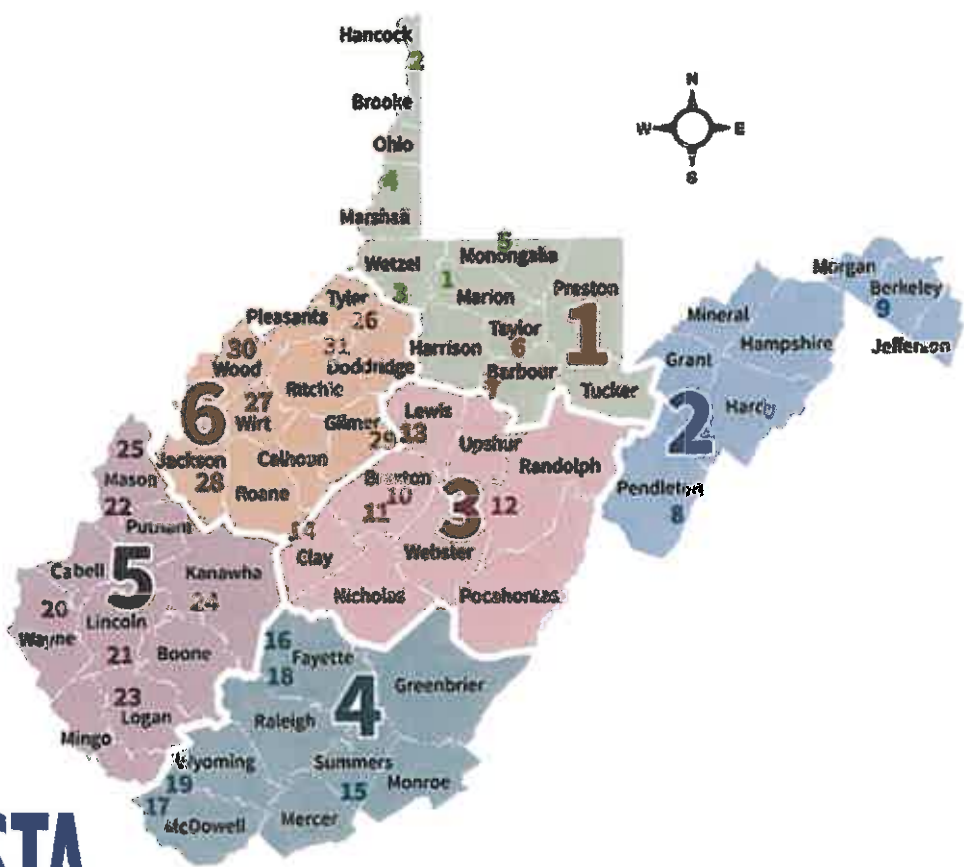 Hancock
2
Brooke
Ohio
4
Marshall
N
W E
S
5
Wetzel
Monongalia
1
3
Marion
Preston
Taylor
6
1
Harrison
Barbour
7
Tucker
Morgan
Berkeley
9
Jefferson
Mineral
Hampshire
Grant
2
Hardy
Pendleton
8
Tyler
26
Pleasants
30
Wood
31
Doddridge
Ritchie
6
27
Wirt
Gilmer
29
Jackson
28
Calhoun
Roane
14
Lewis
13
Upshur
Randolph
Braxton
10
11
3
12
Clay
Webster
Nicholas
Pocahontas
25
Mason
22
Putnam
Cabell
5
Kanawha
24
20
Lincoln
Wayne
21
Boone
23
Logan
Mingo
16
Fayette
18
4
Greenbrier
Raleigh
Wyoming
Summers
19
15
Monroe
17
McDowell
Mercer
STA